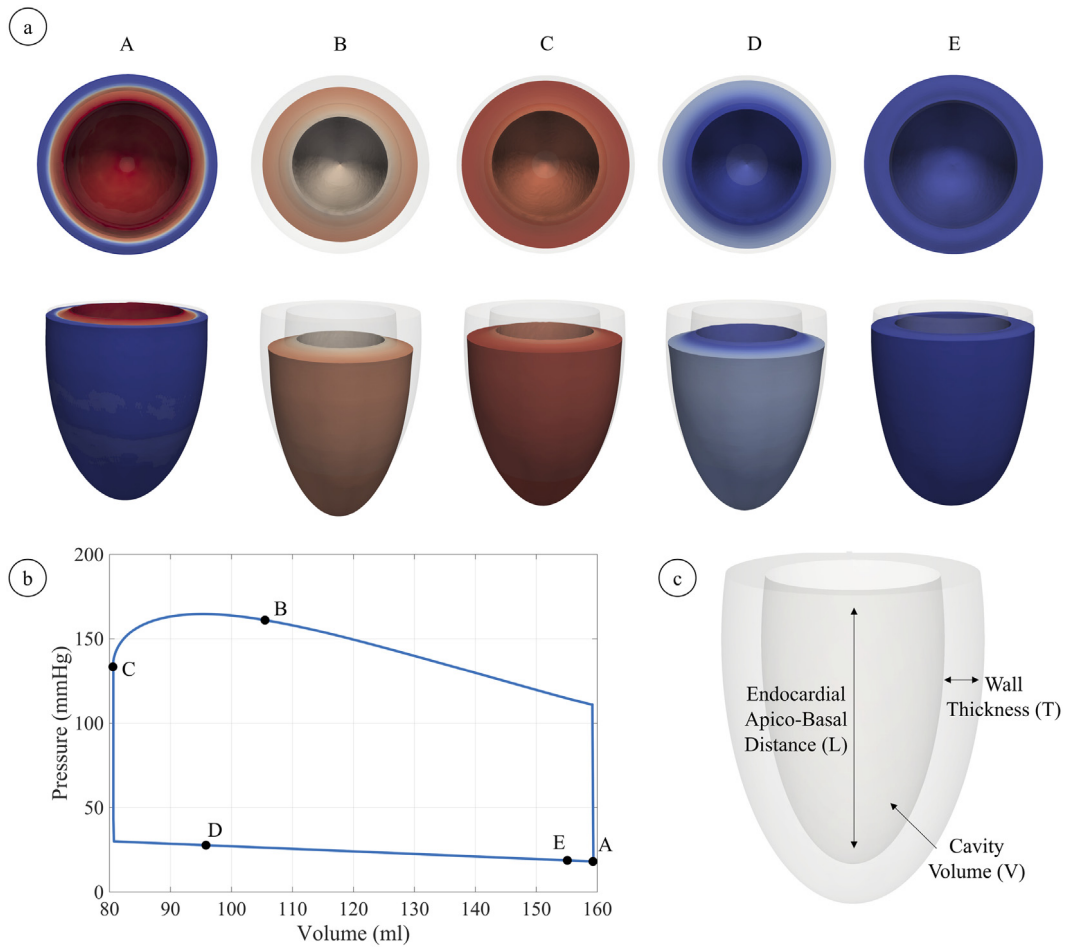 a
A B C D E
b
200
150
100
50
0
Pressure (mmHg)
B
C
D
E
A
80 90 100 110 120 130 140 150 160
Volume (ml)
c
Endocardial
Apico-Basal
Distance (L)
Wall
Thickness (T)
Cavity
Volume (V)